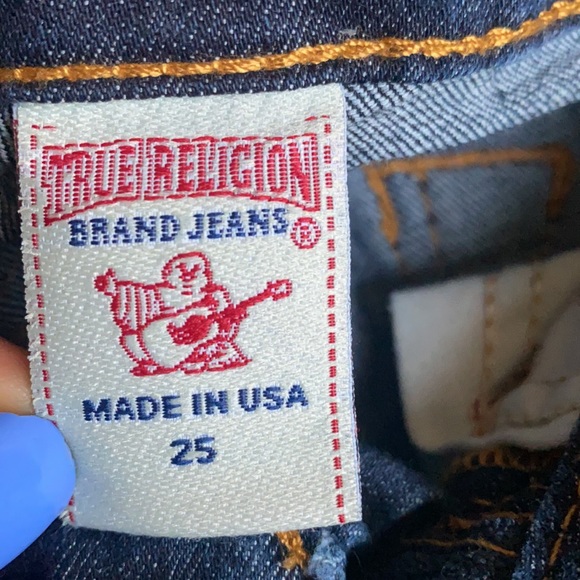 TRUE RELIGION
BRAND JEANS ®
MADE IN USA
25